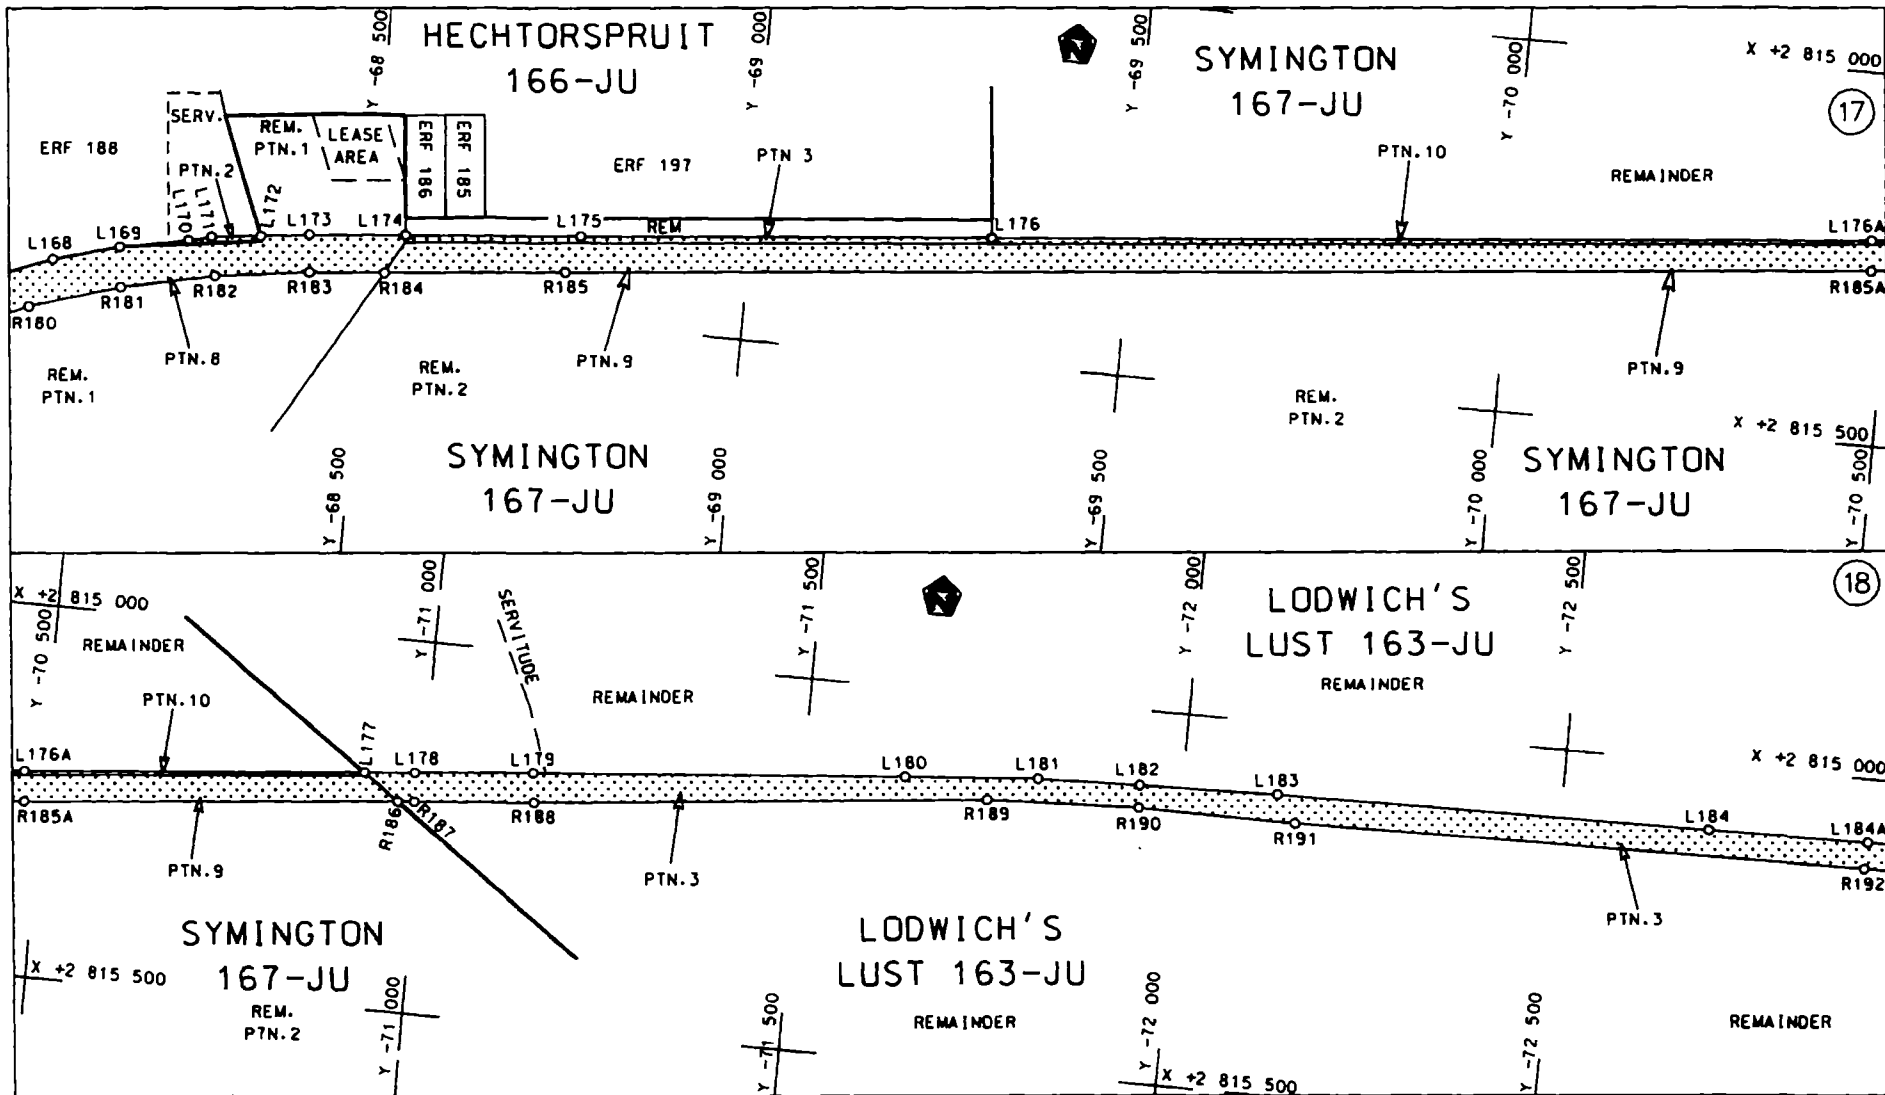 HECHTORSPRUIT
166-JU
SYMINGTON
167-JU
Y -68 500
Y -69 000
Y -69 500
Y -70 000
X +2 815 000
17
N
ERF 188
SERV.
REM.
PTN.1
LEASE
AREA
ERF 186
ERF 185
ERF 197
PTN 3
PTN.10
REMAINDER
PTN.2
L168
L169
L170
L171
L172
L173
L174
L175
REM
L176
L176A
R180
R181
R182
R183
R184
R185
R185A
PTN.8
PTN.9
PTN.9
REM.
PTN.1
REM.
PTN.2
REM.
PTN.2
X +2 815 500
SYMINGTON
167-JU
SYMINGTON
167-JU
Y -68 500
Y -69 000
Y -69 500
Y -70 000
Y -70 500
X +2 815 000
Y -70 500
Y -71 000
Y -71 500
Y -72 000
Y -72 500
18
N
SERVITUDE
LODWICH'S
LUST 163-JU
REMAINDER
REMAINDER
REMAINDER
PTN.10
X +2 815 000
L176A
L177
L178
L179
L180
L181
L182
L183
L184
L184A
R185A
R186
R187
R188
R189
R190
R191
R192
PTN.9
PTN.3
PTN.3
SYMINGTON
167-JU
REM.
PTN.2
LODWICH'S
LUST 163-JU
REMAINDER
REMAINDER
X +2 815 500
Y -71 000
Y -71 500
Y -72 000
X +2 815 500
Y -72 500